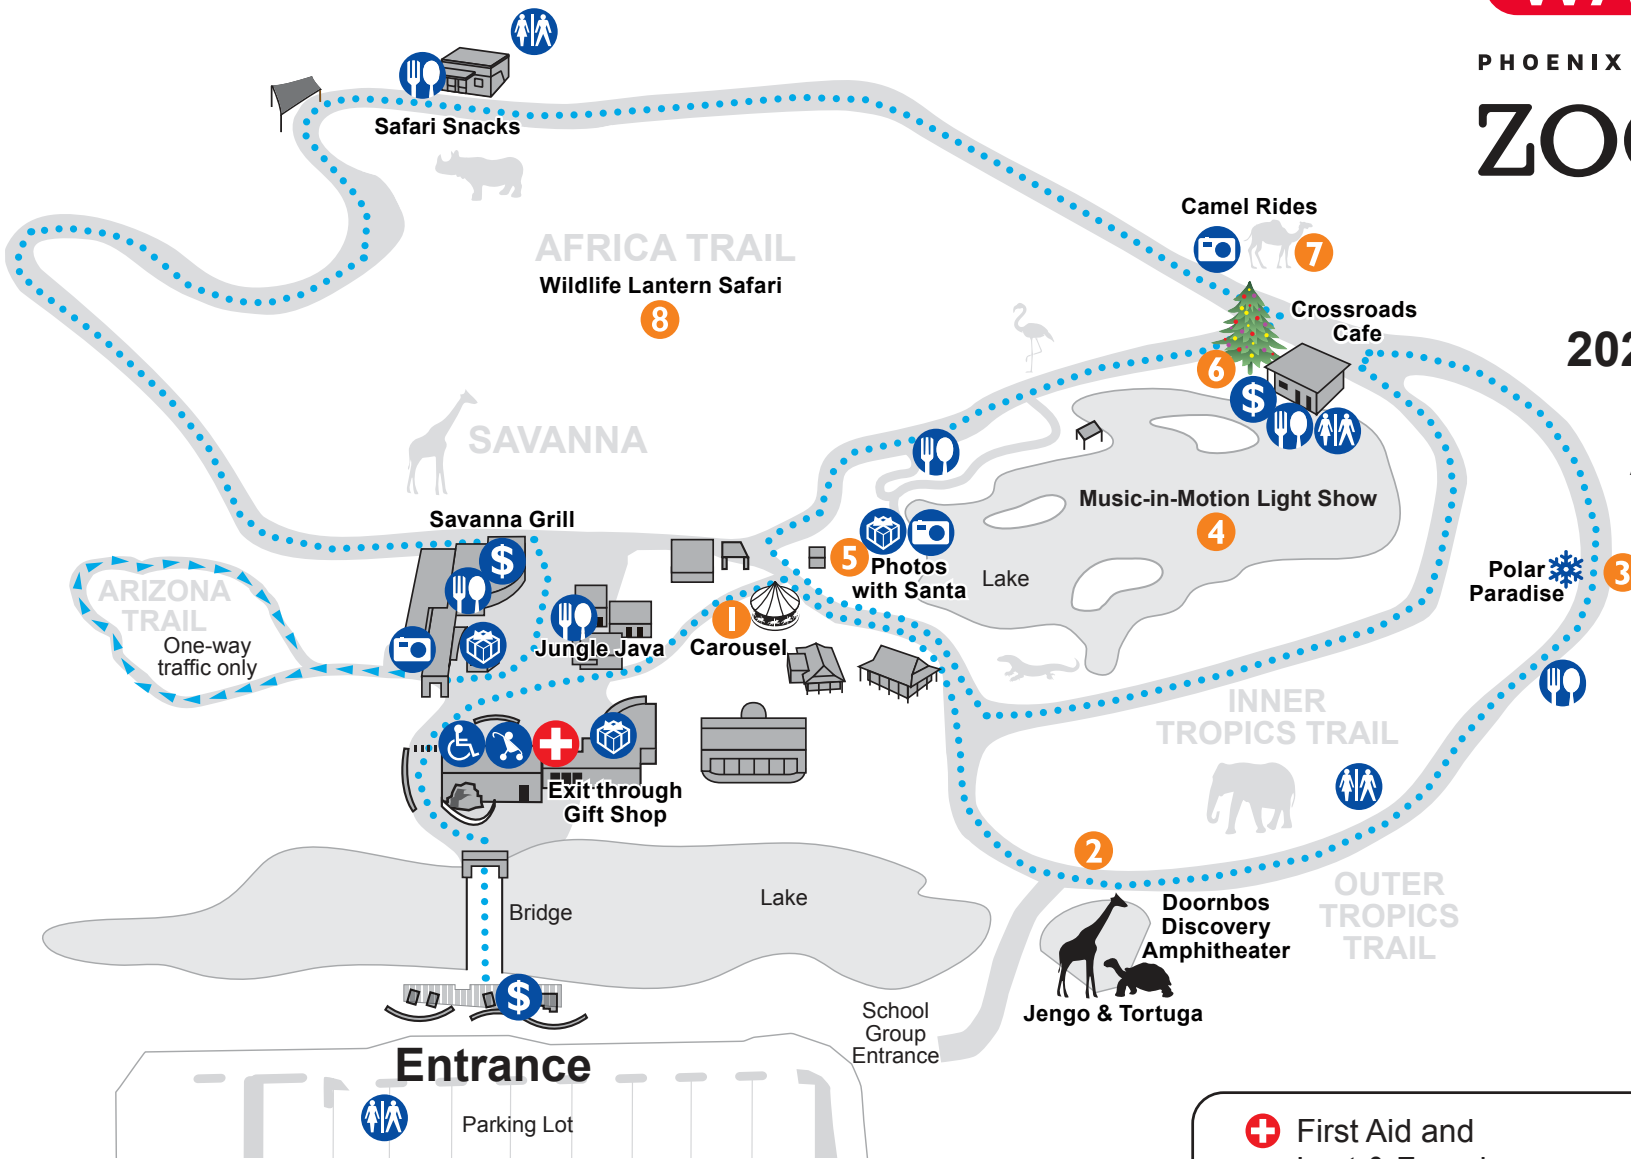 PHOENIX
Safari Snacks
Camel Rides
7
AFRICA TRAIL
Wildlife Lantern Safari
8
Crossroads
Cafe
6
$
SAVANNA
Music-in-Motion Light Show
4
Savanna Grill
$
5
Photos
with Santa
Lake
Polar
Paradise
3
ARIZONA
TRAIL
One-way
traffic only
1
Carousel
Jungle Java
INNER
TROPICS TRAIL
Exit through
Gift Shop
2
OUTER
TROPICS
TRAIL
Doornbos
Discovery
Amphitheater
Lake
Bridge
$
Jengo & Tortuga
School
Group
Entrance
Entrance
Parking Lot
First Aid and